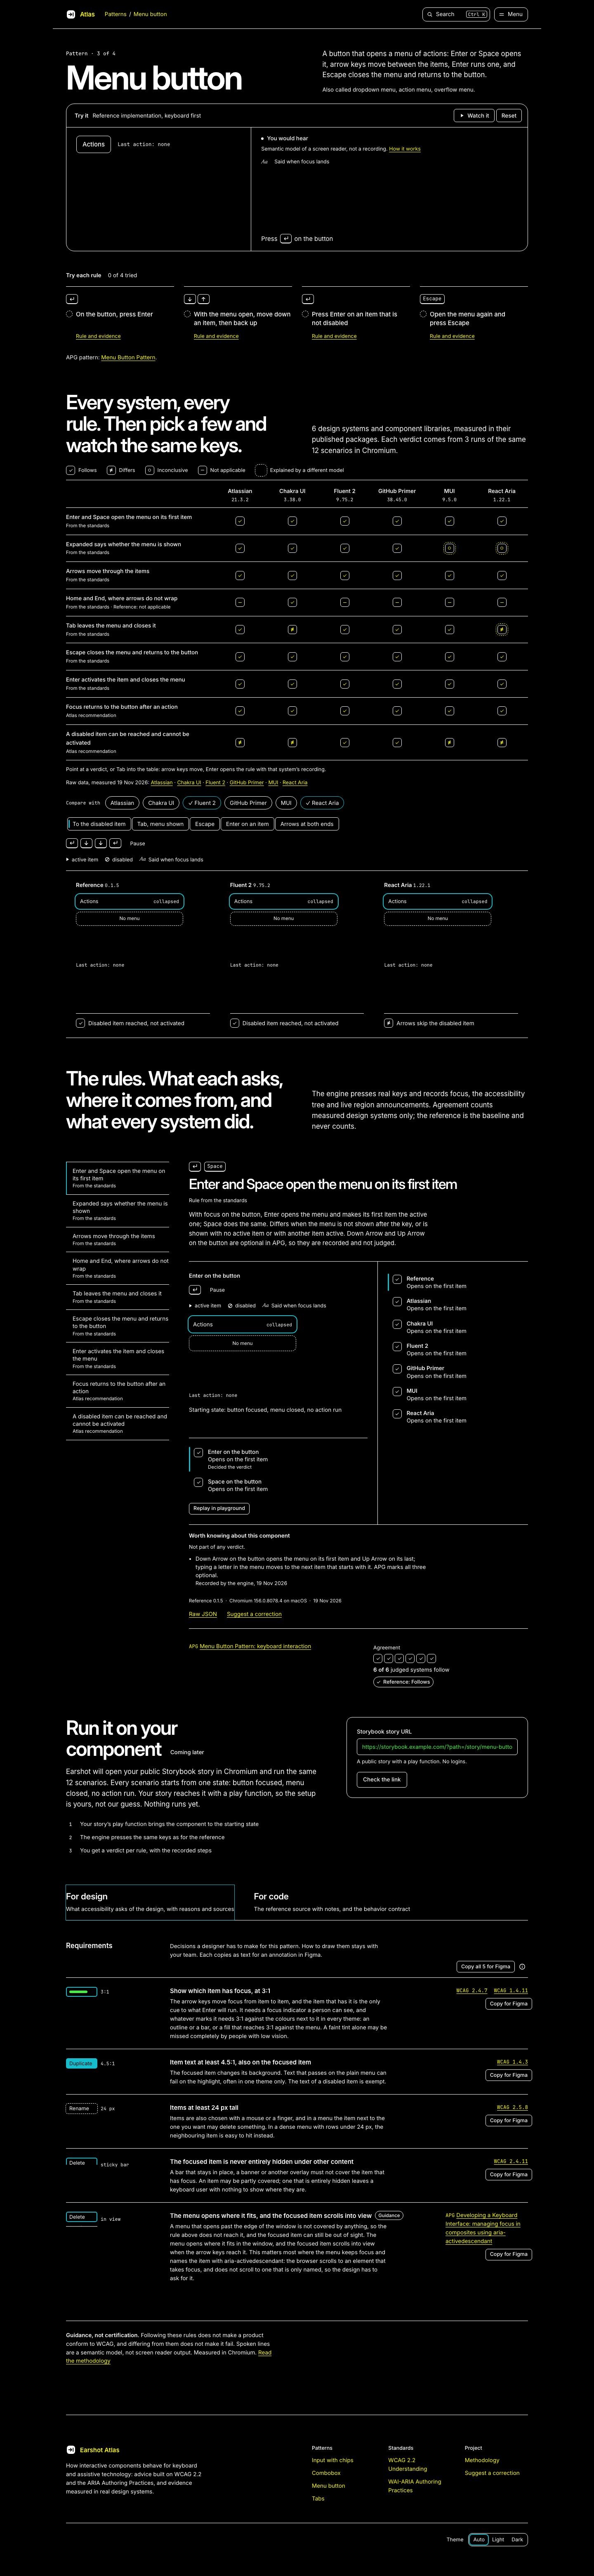 Atlas Patterns / Menu button Search Ctrl K Menu
Pattern · 3 of 4
Menu button
A button that opens a menu of actions: Enter or Space opens
it, arrow keys move between the items, Enter runs one, and
Escape closes the menu and returns to the button.
Also called dropdown menu, action menu, overflow menu.
Try it Reference implementation, keyboard first Watch it Reset
Actions Last action: none
You would hear
Semantic model of a screen reader, not a recording. How it works
Aa Said when focus lands
Press ↵ on the button
Try each rule 0 of 4 tried
↵
On the button, press Enter
Rule and evidence
↓ ↑
With the menu open, move down
an item, then back up
Rule and evidence
↵
Press Enter on an item that is
not disabled
Rule and evidence
Escape
Open the menu again and
press Escape
Rule and evidence
APG pattern: Menu Button Pattern.
Every system, every
rule. Then pick a few and
watch the same keys.
6 design systems and component libraries, measured in their
published packages. Each verdict comes from 3 runs of the same
12 scenarios in Chromium.
Follows Differs Inconclusive Not applicable Explained by a different model
Atlassian Chakra UI Fluent 2 GitHub Primer MUI React Aria
21.3.2 3.38.0 9.75.2 38.45.0 9.5.0 1.22.1
Enter and Space open the menu on its first item
From the standards
Expanded says whether the menu is shown
From the standards
Arrows move through the items
From the standards
Home and End, where arrows do not wrap
From the standards · Reference: not applicable
Tab leaves the menu and closes it
From the standards
Escape closes the menu and returns to the button
From the standards
Enter activates the item and closes the menu
From the standards
Focus returns to the button after an action
Atlas recommendation
A disabled item can be reached and cannot be
activated
Atlas recommendation
Point at a verdict, or Tab into the table: arrow keys move, Enter opens the rule with that system's recording.
Raw data, measured 19 Nov 2026: Atlassian · Chakra UI · Fluent 2 · GitHub Primer · MUI · React Aria
Compare with Atlassian Chakra UI ✓ Fluent 2 GitHub Primer MUI ✓ React Aria
To the disabled item Tab, menu shown Escape Enter on an item Arrows at both ends
↵ ↓ ↓ ↵ Pause
active item disabled Aa Said when focus lands
Reference 0.1.5
Actions collapsed
No menu
Last action: none
Disabled item reached, not activated
Fluent 2 9.75.2
Actions collapsed
No menu
Last action: none
Disabled item reached, not activated
React Aria 1.22.1
Actions collapsed
No menu
Last action: none
Arrows skip the disabled item
The rules. What each asks,
where it comes from, and
what every system did.
The engine presses real keys and records focus, the accessibility
tree and live region announcements. Agreement counts
measured design systems only; the reference is the baseline and
never counts.
Enter and Space open the menu on
its first item
From the standards
Expanded says whether the menu is
shown
From the standards
Arrows move through the items
From the standards
Home and End, where arrows do not
wrap
From the standards
Tab leaves the menu and closes it
From the standards
Escape closes the menu and returns
to the button
From the standards
Enter activates the item and closes
the menu
From the standards
Focus returns to the button after an
action
Atlas recommendation
A disabled item can be reached and
cannot be activated
Atlas recommendation
↵ Space
Enter and Space open the menu on its first item
Rule from the standards
With focus on the button, Enter opens the menu and makes its first item the active
one; Space does the same. Differs when the menu is not shown after the key, or is
shown with no active item or with another item active. Down Arrow and Up Arrow
on the button are optional in APG, so they are recorded and not judged.
Enter on the button
↵ Pause
active item disabled Aa Said when focus lands
Actions collapsed
No menu
Last action: none
Starting state: button focused, menu closed, no action run
Enter on the button
Opens on the first item
Decided the verdict
Space on the button
Opens on the first item
Replay in playground
Reference
Opens on the first item
Atlassian
Opens on the first item
Chakra UI
Opens on the first item
Fluent 2
Opens on the first item
GitHub Primer
Opens on the first item
MUI
Opens on the first item
React Aria
Opens on the first item
Worth knowing about this component
Not part of any verdict.
• Down Arrow on the button opens the menu on its first item and Up Arrow on its last;
typing a letter in the menu moves to the next item that starts with it. APG marks all three
optional.
Recorded by the engine, 19 Nov 2026
Reference 0.1.5 · Chromium 156.0.8078.4 on macOS · 19 Nov 2026
Raw JSON Suggest a correction
APG Menu Button Pattern: keyboard interaction
Agreement
6 of 6 judged systems follow
✓ Reference: Follows
Run it on your
component Coming later
Earshot will open your public Storybook story in Chromium and run the same
12 scenarios. Every scenario starts from one state: button focused, menu
closed, no action run. Your story reaches it with a play function, so the setup
is yours, not our guess. Nothing runs yet.
1 Your story's play function brings the component to the starting state
2 The engine presses the same keys as for the reference
3 You get a verdict per rule, with the recorded steps
Storybook story URL
https://storybook.example.com/?path=/story/menu-butto
A public story with a play function. No logins.
Check the link
For design
What accessibility asks of the design, with reasons and sources
For code
The reference source with notes, and the behavior contract
Requirements
Decisions a designer has to make for this pattern. How to draw them stays with
your team. Each copies as text for an annotation in Figma.
Copy all 5 for Figma
3:1
Show which item has focus, at 3:1
The arrow keys move focus from item to item, and the item that has it is the only
cue to what Enter will run. It needs a focus indicator a person can see, and
whatever marks it needs 3:1 against the colours next to it in every theme: an
outline or a bar, or a fill that reaches 3:1 against the menu. A faint tint alone may be
missed completely by people with low vision.
WCAG 2.4.7 WCAG 1.4.11
Copy for Figma
Duplicate 4.5:1
Item text at least 4.5:1, also on the focused item
The focused item changes its background. Text that passes on the plain menu can
fail on the highlight, often in one theme only. The text of a disabled item is exempt.
WCAG 1.4.3
Copy for Figma
Rename 24 px
Items at least 24 px tall
Items are also chosen with a mouse or a finger, and in a menu the item next to the
one you want may delete something. In a dense menu with rows under 24 px, the
neighbouring item is easy to hit instead.
WCAG 2.5.8
Copy for Figma
Delete sticky bar
The focused item is never entirely hidden under other content
A bar that stays in place, a banner or another overlay must not cover the item that
has focus. An item may be partly covered; one that is entirely covered leaves a
keyboard user with nothing to show where they are.
WCAG 2.4.11
Copy for Figma
Delete in view
The menu opens where it fits, and the focused item scrolls into view Guidance
A menu that opens past the edge of the window is not covered by anything, so the
rule above does not reach it, and the focused item can still be out of sight. The
menu opens where it fits in the window, and the focused item scrolls into view
when the arrow keys reach it. This matters most where the menu keeps focus and
names the item with aria-activedescendant: the browser scrolls to an element that
takes focus, and does not scroll to one that is only named, so the design has to
ask for it.
APG Developing a Keyboard
Interface: managing focus in
composites using aria-
activedescendant
Copy for Figma
Guidance, not certification. Following these rules does not make a product
conform to WCAG, and differing from them does not make it fail. Spoken lines
are a semantic model, not screen reader output. Measured in Chromium. Read
the methodology
Earshot Atlas
How interactive components behave for keyboard
and assistive technology: advice built on WCAG 2.2
and the ARIA Authoring Practices, and evidence
measured in real design systems.
Patterns
Input with chips
Combobox
Menu button
Tabs
Standards
WCAG 2.2
Understanding
WAI-ARIA Authoring
Practices
Project
Methodology
Suggest a correction
Theme Auto Light Dark